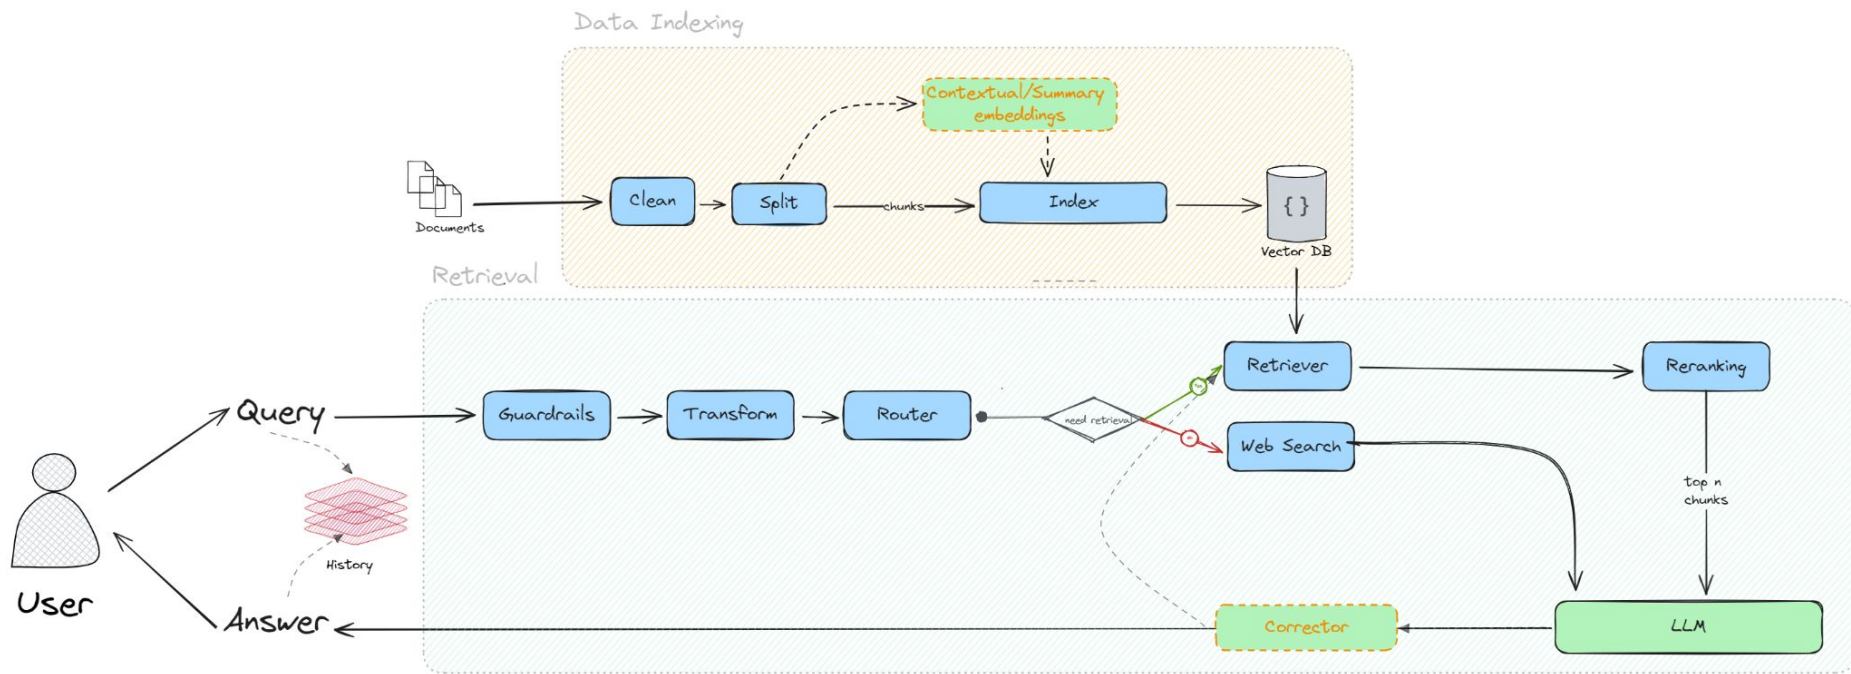 Data Indexing
Contextual/Summary
embeddings
Clean
Split
chunks
Index
{ }
Documents
Vector DB
Retrieval
Retriever
Reranking
Query
Guardrails
Transform
Router
need retrieval
Web Search
top n
chunks
History
User
Answer
Corrector
LLM